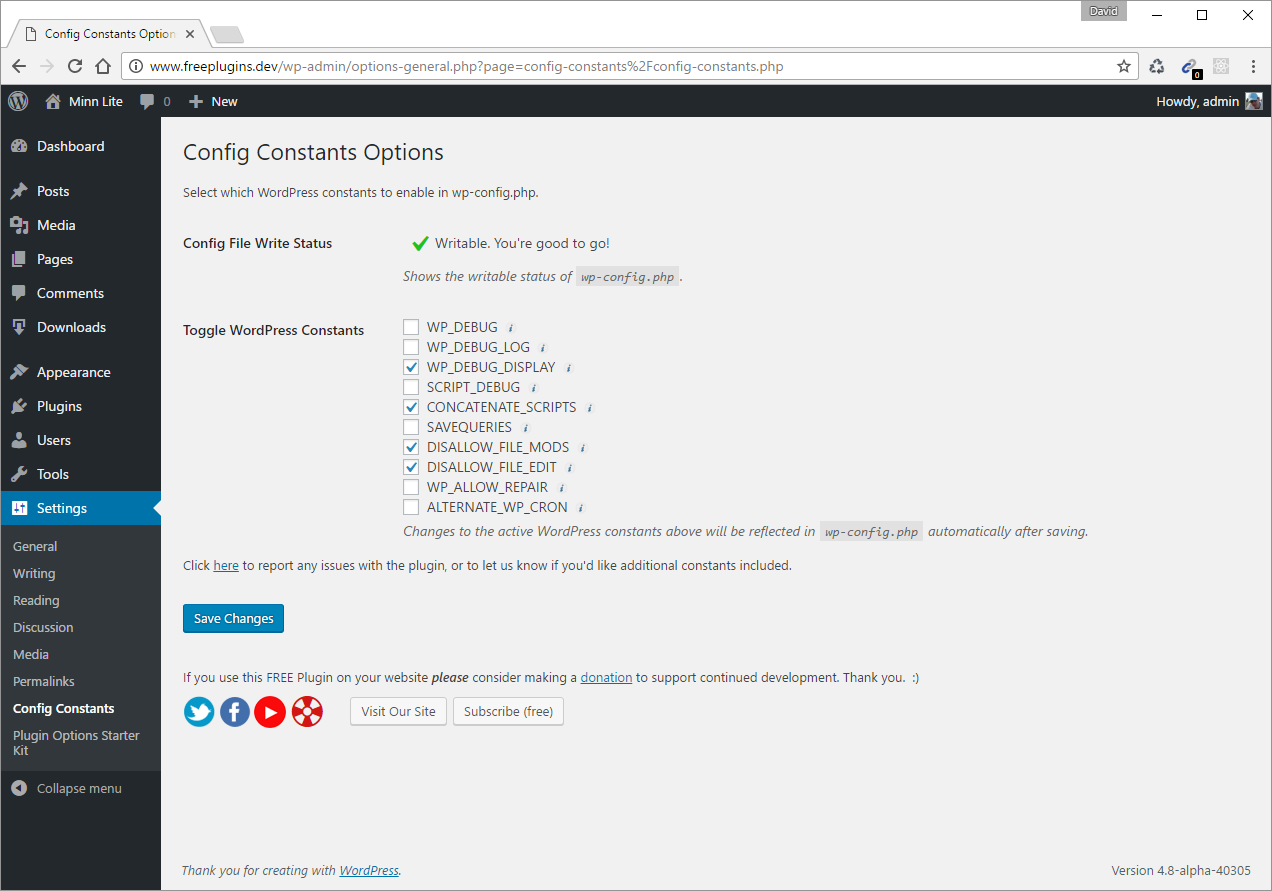 David
Config Constants Option
www.freeplugins.dev/wp-admin/options-general.php?page=config-constants%2Fconfig-constants.php
0
Minn Lite
0
New
Howdy, admin
Dashboard
Posts
Media
Pages
Comments
Downloads
Appearance
Plugins
Users
Tools
Settings
General
Writing
Reading
Discussion
Media
Permalinks
Config Constants
Plugin Options Starter
Kit
Collapse menu
Config Constants Options
Select which WordPress constants to enable in wp-config.php.
Config File Write Status
Writable. You're good to go!
Shows the writable status of wp-config.php.
Toggle WordPress Constants
WP_DEBUG i
WP_DEBUG_LOG i
WP_DEBUG_DISPLAY i
SCRIPT_DEBUG i
CONCATENATE_SCRIPTS i
SAVEQUERIES i
DISALLOW_FILE_MODS i
DISALLOW_FILE_EDIT i
WP_ALLOW_REPAIR i
ALTERNATE_WP_CRON i
Changes to the active WordPress constants above will be reflected in wp-config.php automatically after saving.
Click here to report any issues with the plugin, or to let us know if you'd like additional constants included.
Save Changes
If you use this FREE Plugin on your website please consider making a donation to support continued development. Thank you. :)
Visit Our Site
Subscribe (free)
Thank you for creating with WordPress.
Version 4.8-alpha-40305